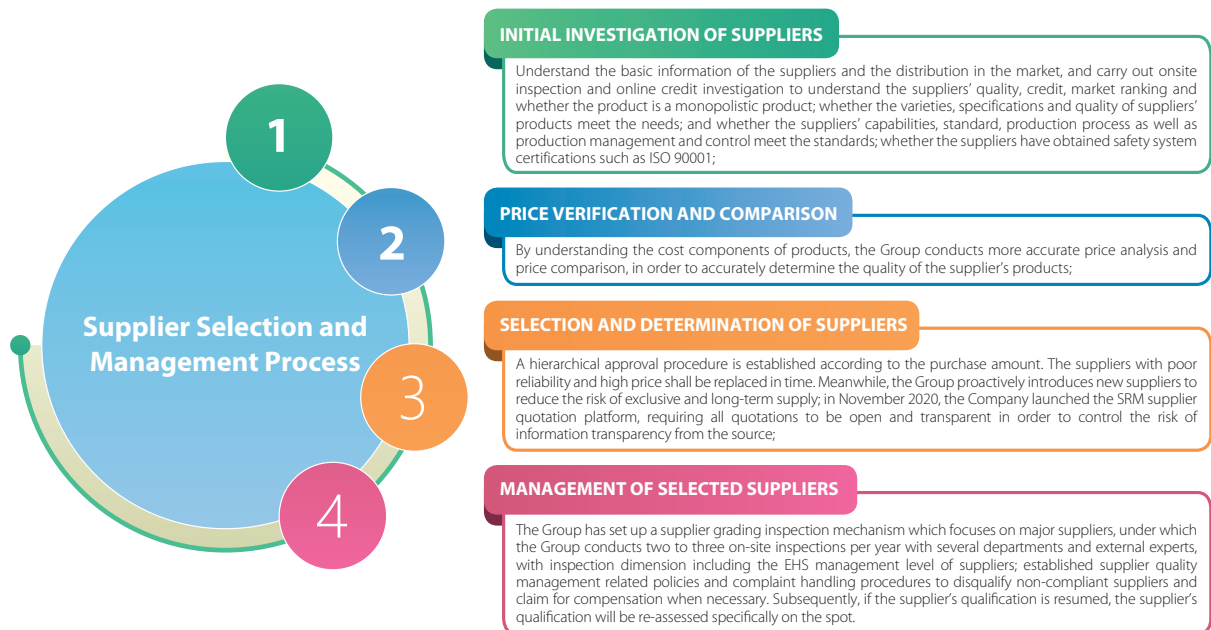 Supplier Selection and
Management Process
1
2
3
4
INITIAL INVESTIGATION OF SUPPLIERS
Understand the basic information of the suppliers and the distribution in the market, and carry out onsite
inspection and online credit investigation to understand the suppliers' quality, credit, market ranking and
whether the product is a monopolistic product; whether the varieties, specifications and quality of suppliers'
products meet the needs; and whether the suppliers' capabilities, standard, production process as well as
production management and control meet the standards; whether the suppliers have obtained safety system
certifications such as ISO 90001;
PRICE VERIFICATION AND COMPARISON
By understanding the cost components of products, the Group conducts more accurate price analysis and
price comparison, in order to accurately determine the quality of the supplier's products;
SELECTION AND DETERMINATION OF SUPPLIERS
A hierarchical approval procedure is established according to the purchase amount. The suppliers with poor
reliability and high price shall be replaced in time. Meanwhile, the Group proactively introduces new suppliers to
reduce the risk of exclusive and long-term supply; in November 2020, the Company launched the SRM supplier
quotation platform, requiring all quotations to be open and transparent in order to control the risk of
information transparency from the source;
MANAGEMENT OF SELECTED SUPPLIERS
The Group has set up a supplier grading inspection mechanism which focuses on major suppliers, under which
the Group conducts two to three on-site inspections per year with several departments and external experts,
with inspection dimension including the EHS management level of suppliers; established supplier quality
management related policies and complaint handling procedures to disqualify non-compliant suppliers and
claim for compensation when necessary. Subsequently, if the supplier's qualification is resumed, the supplier's
qualification will be re-assessed specifically on the spot.